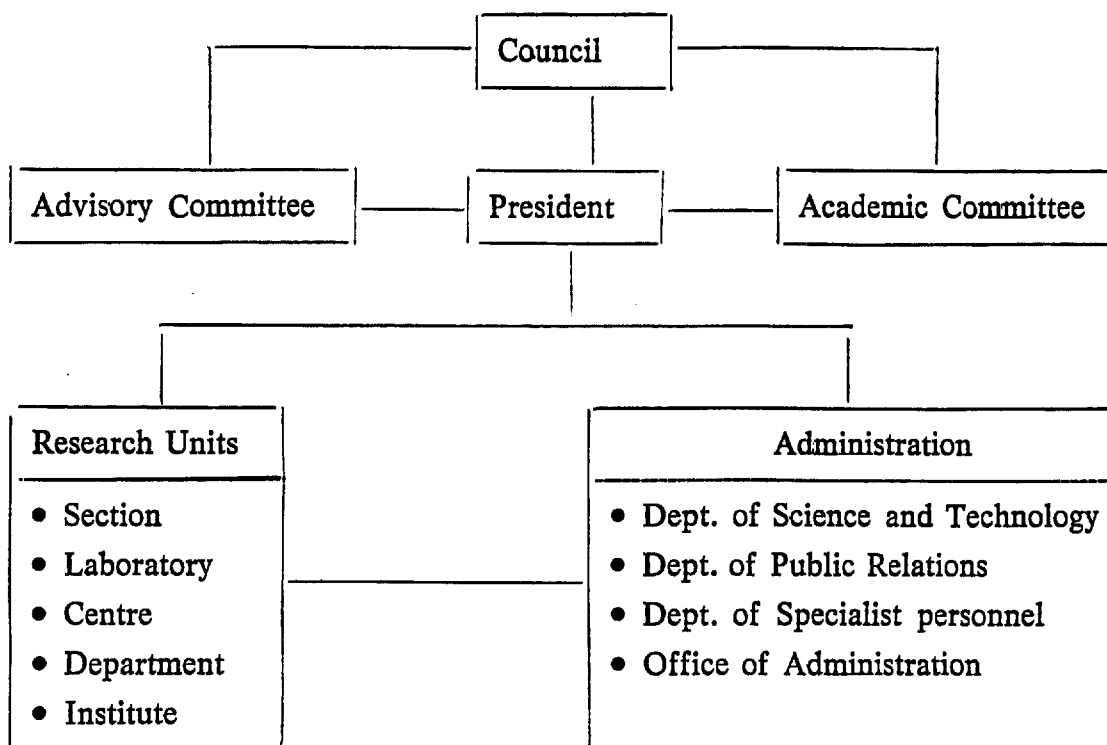 Council
Advisory Committee
President
Academic Committee
Research Units
• Section
• Laboratory
• Centre
• Department
• Institute
Administration
• Dept. of Science and Technology
• Dept. of Public Relations
• Dept. of Specialist personnel
• Office of Administration